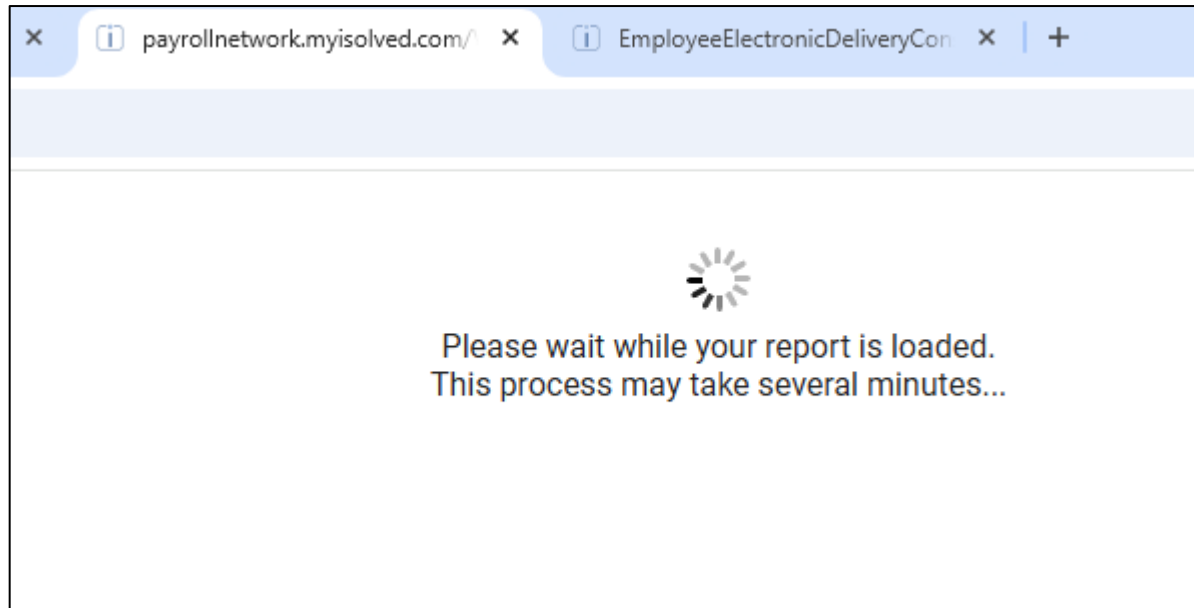 payrollnetwork.myisolved.com/
EmployeeElectronicDeliveryCon
Please wait while your report is loaded.
This process may take several minutes...